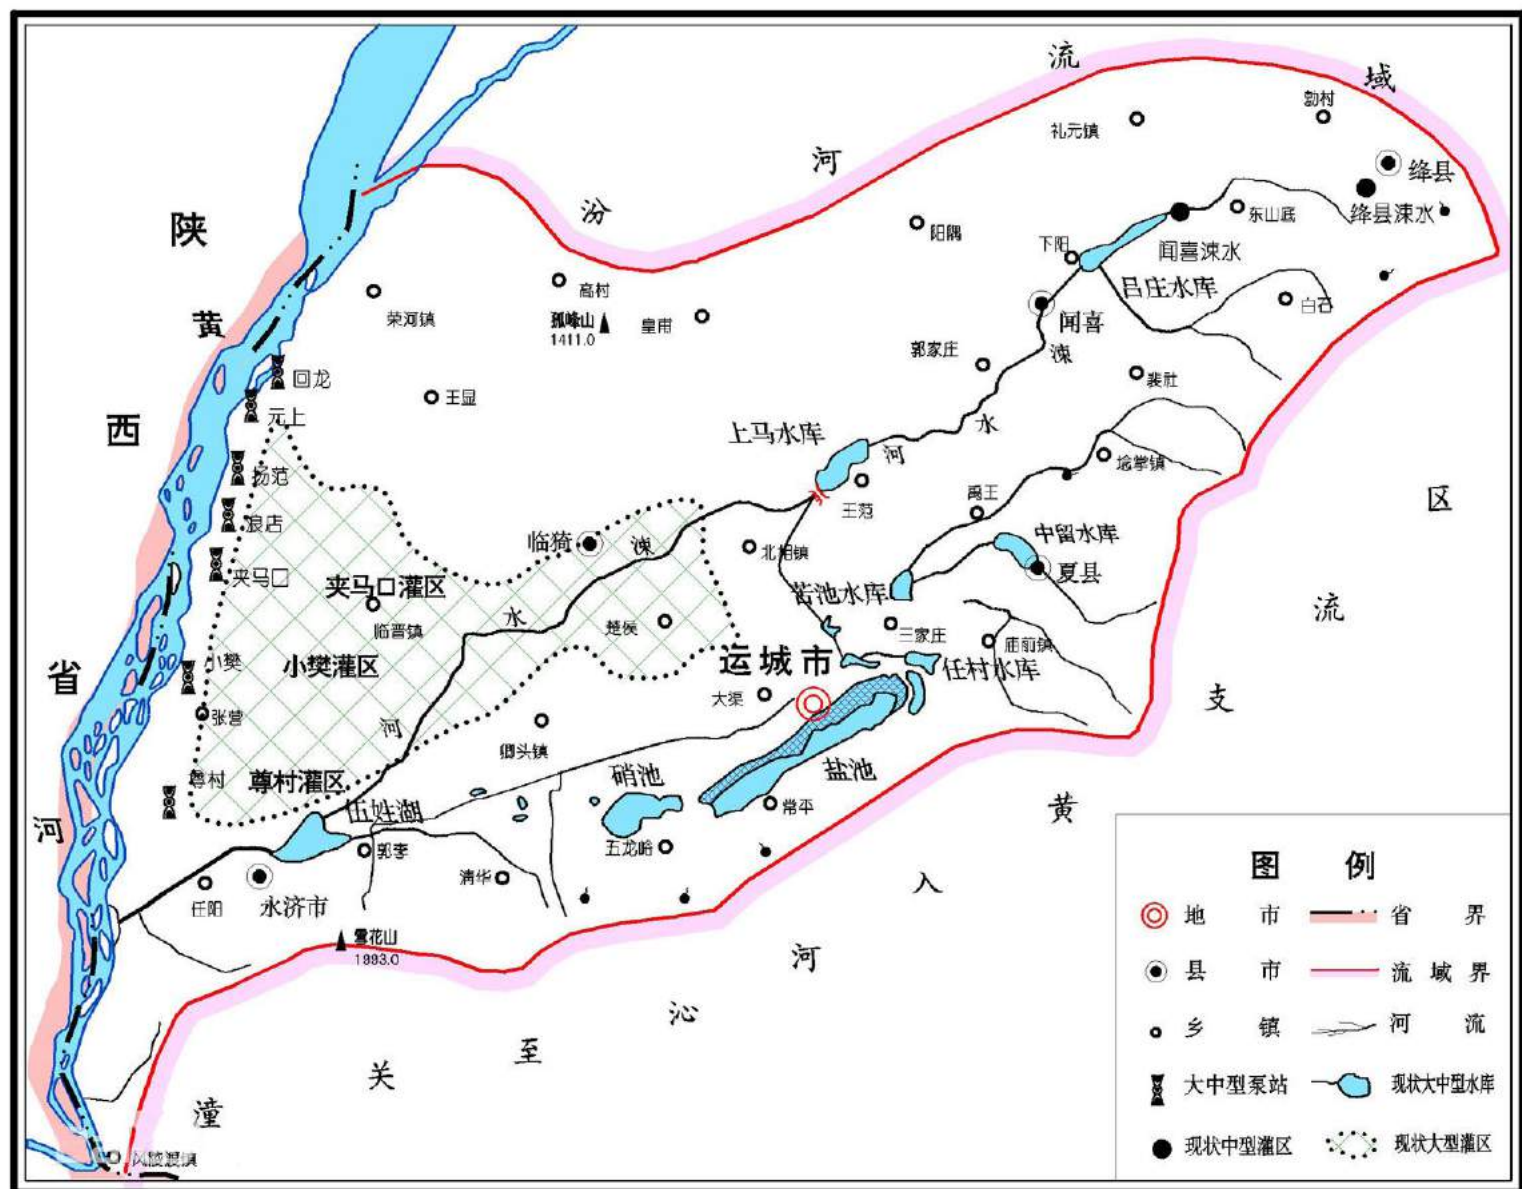 流
域
河
汾
勃村
礼元镇
绛县
绛县涑水
陕
西
省
黄
河
阳隅
东山底
下阳
闻喜涑水
吕庄水库
白石
闻喜
荣河镇
高村
孤峰山
1411.0
皇甫
郭家庄
涑
水
河
裴社
回龙
元上
王显
上马水库
扬范
王范
禹王
埝掌镇
区
流
支
黄
入
河
沁
至
关
潼
浪店
临猗
涑
水
河
北相镇
中留水库
夏县
夹马口
夹马口灌区
苦池水库
临晋镇
楚侯
三家庄
庙前镇
小樊
小樊灌区
运城市
任村水库
大渠
张营
卿头镇
尊村
尊村灌区
硝池
盐池
伍姓湖
常平
郭李
五龙峪
清华
任阳
永济市
雪花山
1993.0
风陵渡镇
图 例
地 市
省 界
县 市
流 域 界
乡 镇
河 流
大中型泵站
现状大中型水库
现状中型灌区
现状大型灌区